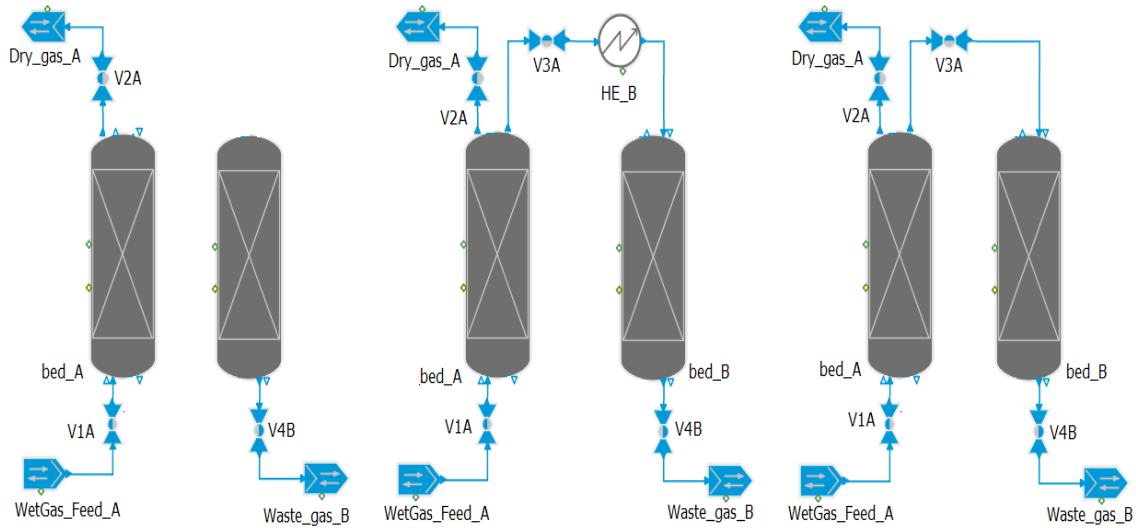 Dry_gas_A
V2A
bed_A
V1A
V4B
WetGas_Feed_A
Waste_gas_B
Dry_gas_A
V3A
V2A
HE_B
bed_A
bed_B
V1A
V4B
WetGas_Feed_A
Waste_gas_B
Dry_gas_A
V3A
V2A
bed_A
bed_B
V1A
V4B
WetGas_Feed_A
Waste_gas_B